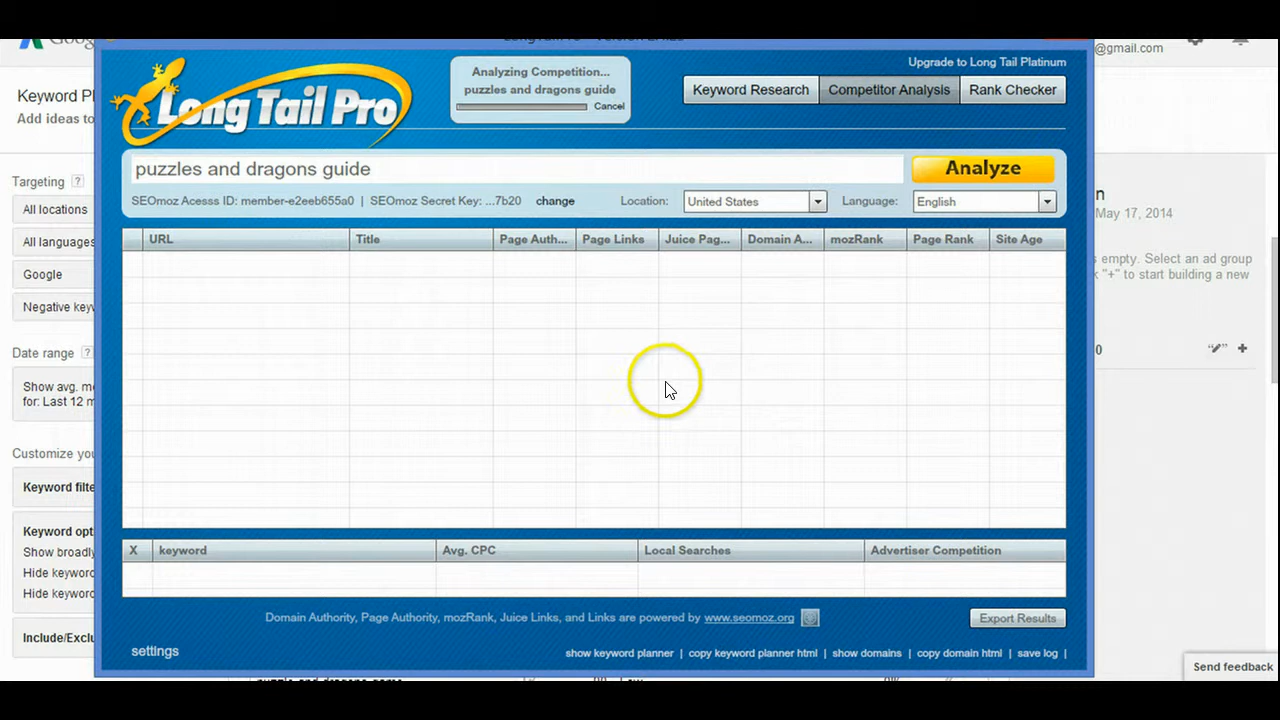 @gmail.com
Keyword Pl
Add ideas to
Targeting ?
All locations
All languages
Google
Negative keyw
Date range ?
Show avg. mo
for: Last 12 m
Customize you
Keyword filte
Keyword opt
Show broadly
Hide keyword
Hide keyword
Include/Exclu
Long Tail Pro
Analyzing Competition...
puzzles and dragons guide
Cancel
Upgrade to Long Tail Platinum
Keyword Research
Competitor Analysis
Rank Checker
puzzles and dragons guide
Analyze
SEOmoz Acesss ID: member-e2eeb655a0 | SEOmoz Secret Key: ...7b20 change
Location: United States
Language: English
URL Title Page Auth... Page Links Juice Pag... Domain A... mozRank Page Rank Site Age
X keyword Avg. CPC Local Searches Advertiser Competition
Domain Authority, Page Authority, mozRank, Juice Links, and Links are powered by www.seomoz.org
Export Results
settings
show keyword planner | copy keyword planner html | show domains | copy domain html | save log |
n
May 17, 2014
s empty. Select an ad group
k "+" to start building a new
0
Send feedback